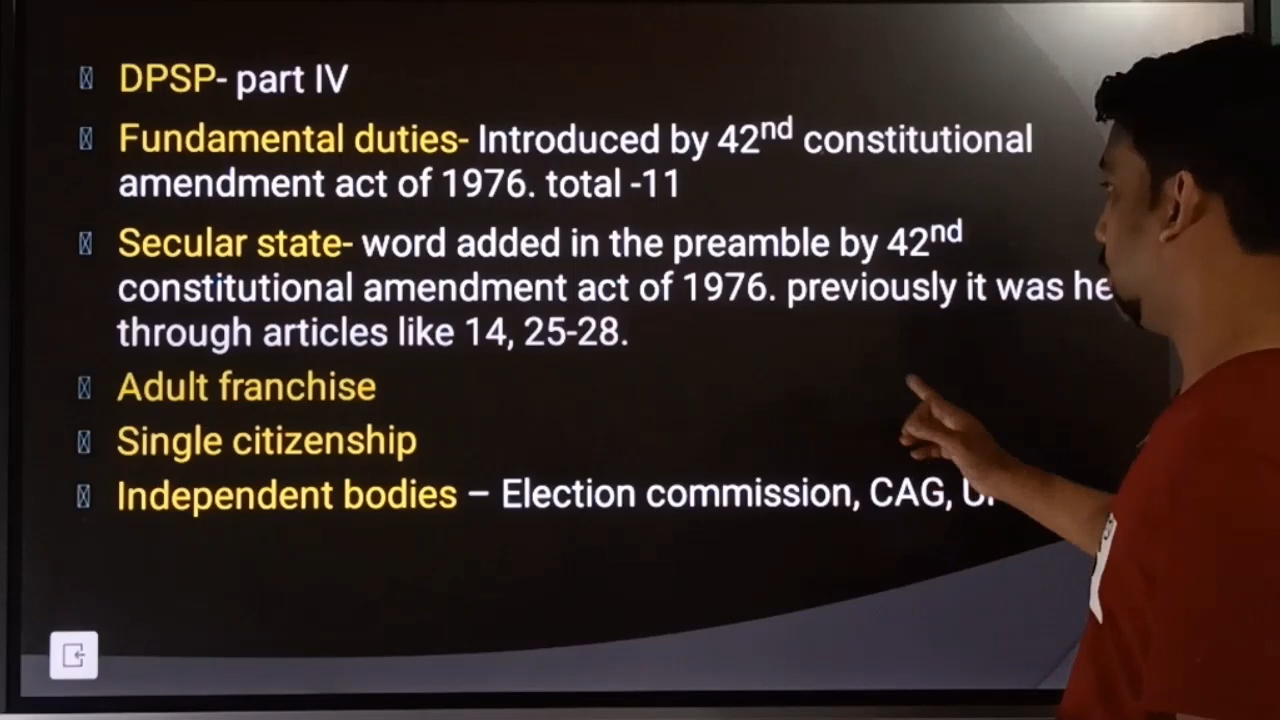 DPSP- part IV
Fundamental duties- Introduced by 42nd constitutional
amendment act of 1976. total -11
Secular state- word added in the preamble by 42nd
constitutional amendment act of 1976. previously it was
through articles like 14, 25-28.
Adult franchise
Single citizenship
Independent bodies – Election commission, CAG,